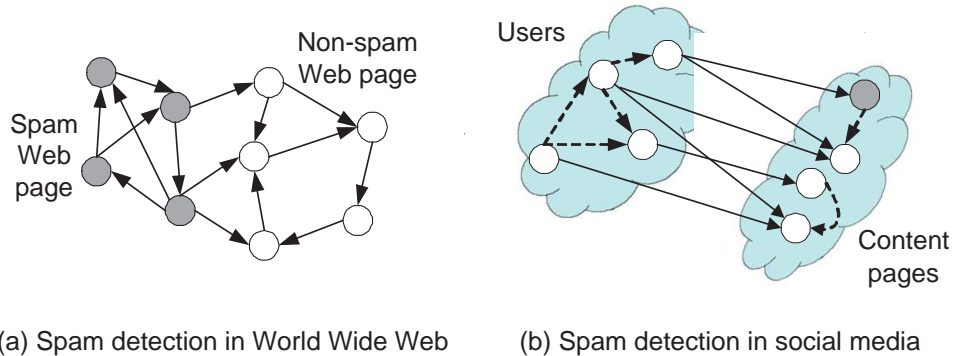 Non-spam
Web page
Spam
Web
page
Users
Content
pages
(a) Spam detection in World Wide Web
(b) Spam detection in social media